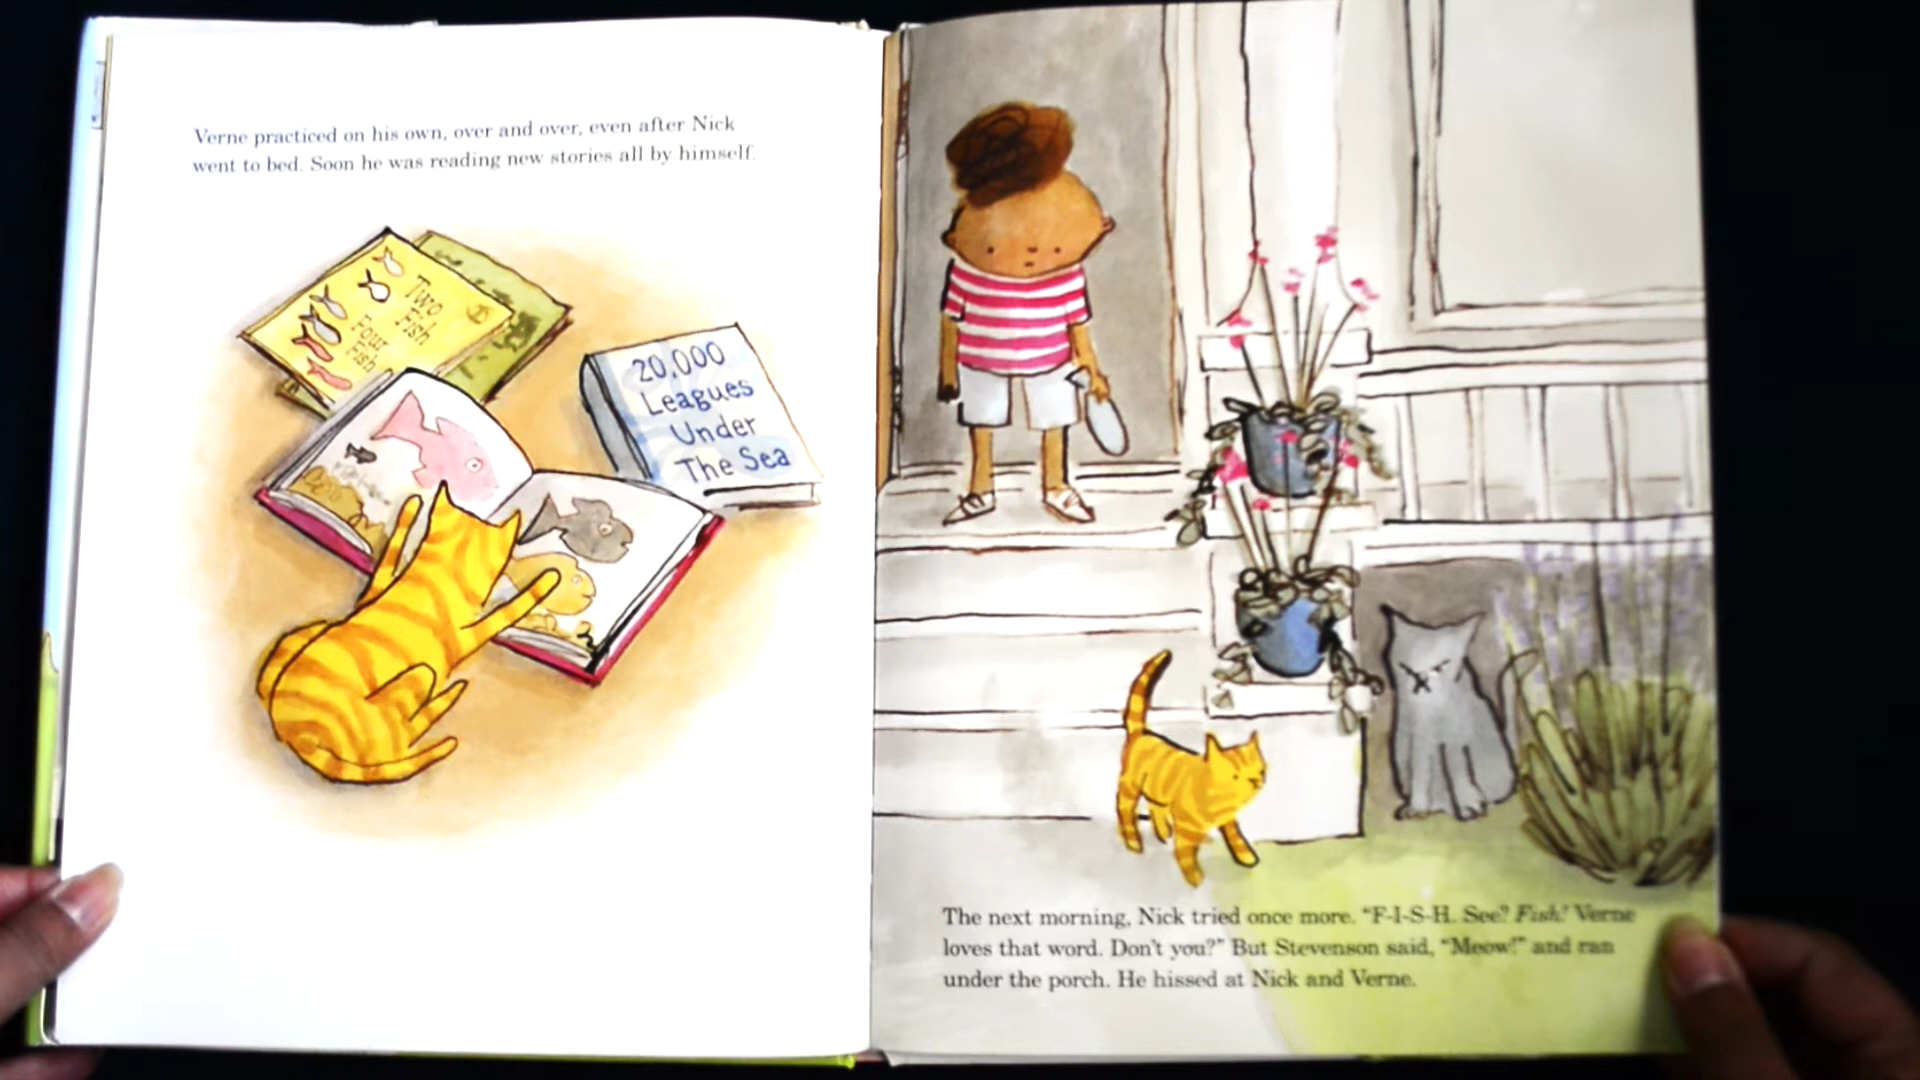 Verne practiced on his own, over and over, even after Nick
went to bed. Soon he was reading new stories all by himself.
Two
Fish
Four
Fish
20,000
Leagues
Under
The Sea
The next morning, Nick tried once more. “F-I-S-H. See? Fish! Verne
loves that word. Don’t you?” But Stevenson said, “Meow!” and ran
under the porch. He hissed at Nick and Verne.